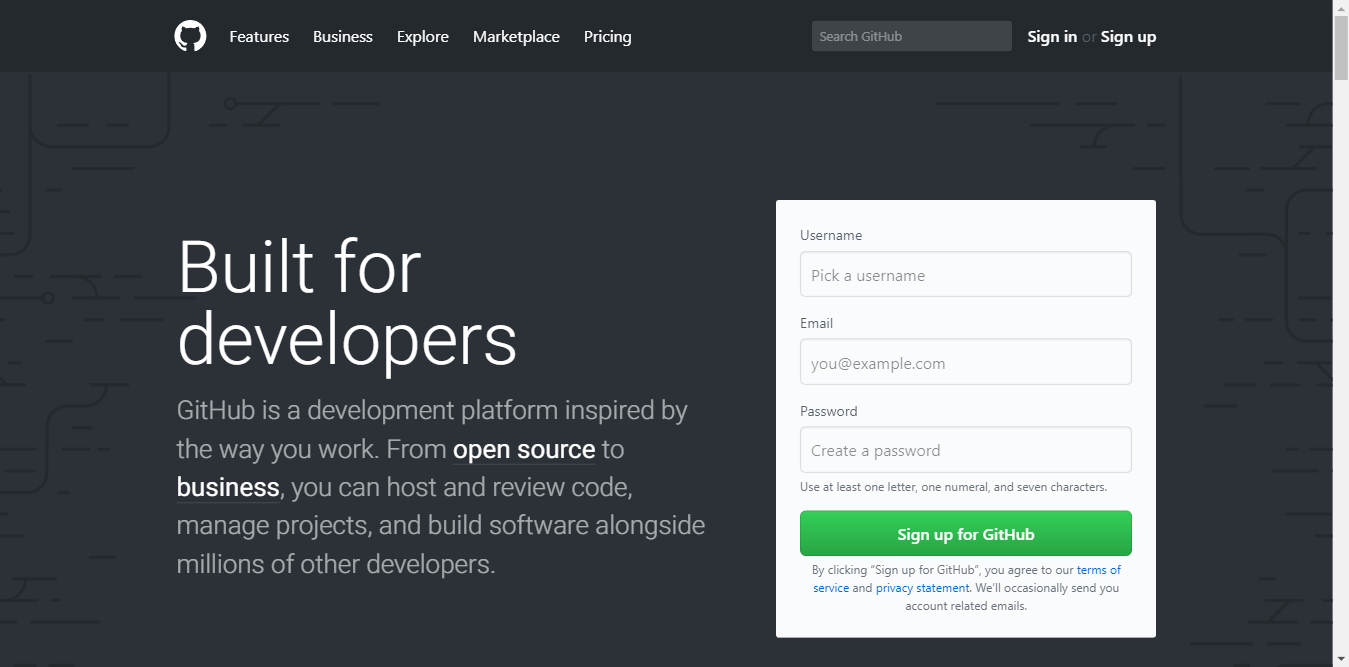 Features Business Explore Marketplace Pricing Search GitHub Sign in or Sign up
Built for
developers
GitHub is a development platform inspired by
the way you work. From open source to
business, you can host and review code,
manage projects, and build software alongside
millions of other developers.
Username
Pick a username
Email
you@example.com
Password
Create a password
Use at least one letter, one numeral, and seven characters.
Sign up for GitHub
By clicking “Sign up for GitHub”, you agree to our terms of
service and privacy statement. We’ll occasionally send you
account related emails.